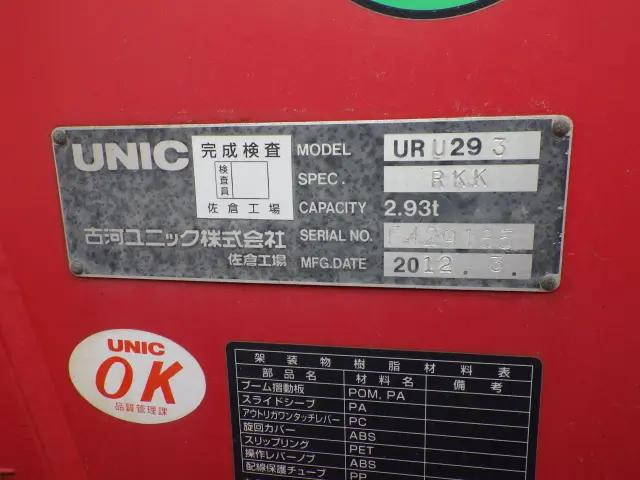 UNIC
完成検査
検査員
佐倉工場
古河ユニック株式会社
佐倉工場
MODEL URU293
SPEC. RKK
CAPACITY 2.93t
SERIAL NO.
MFG.DATE 2012.3.
UNIC
OK
品質管理課
架装物樹脂材料表
部品名 材料名 備考
ブーム摺動板 POM, PA
スライドシーブ PA
アウトリガワンタッチレバー PC
旋回カバー ABS
スリップリング PET
操作レバーノブ ABS
配線保護チューブ PP